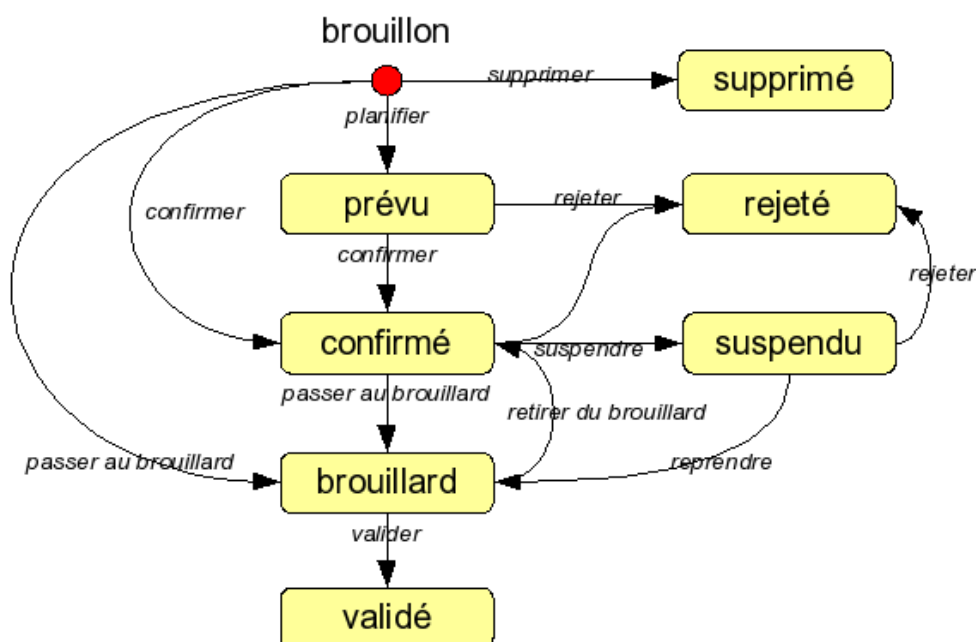 brouillon
supprimer
supprimé
planifier
confirmer
prévu
rejeter
rejeté
confirmer
rejeter
confirmé
suspendre
suspendu
passer au brouillard
retirer du brouillard
passer au brouillard
reprendre
brouillard
valider
validé